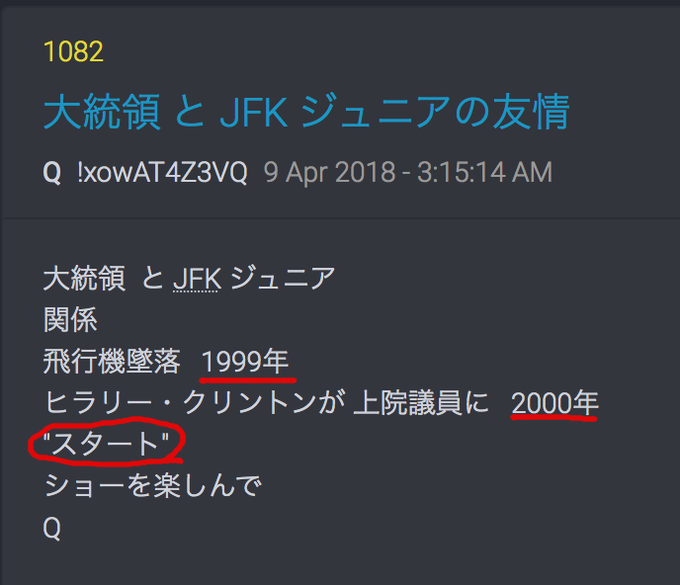 1082
大統領 と JFK ジュニアの友情
Q !xowAT4Z3VQ 9 Apr 2018 - 3:15:14 AM
大統領 と JFK ジュニア
関係
飛行機墜落 1999年
ヒラリー・クリントンが 上院議員に 2000年
"スタート"
ショーを楽しんで
Q